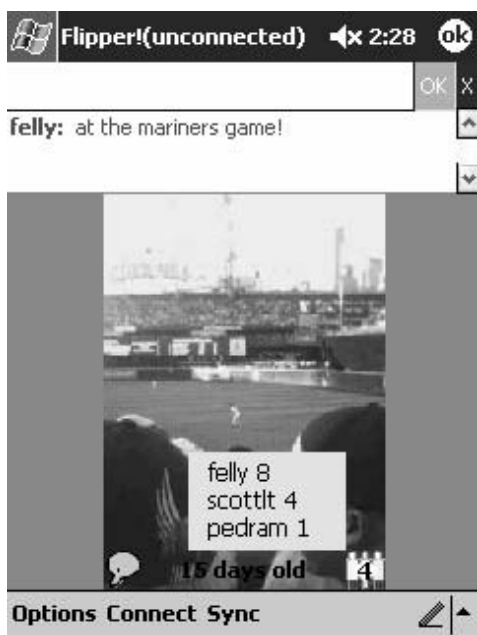 Flipper!(unconnected) 2:28 ok
OK X
felly: at the mariners game!
felly 8
scottlt 4
pedram 1
15 days old 4
Options Connect Sync